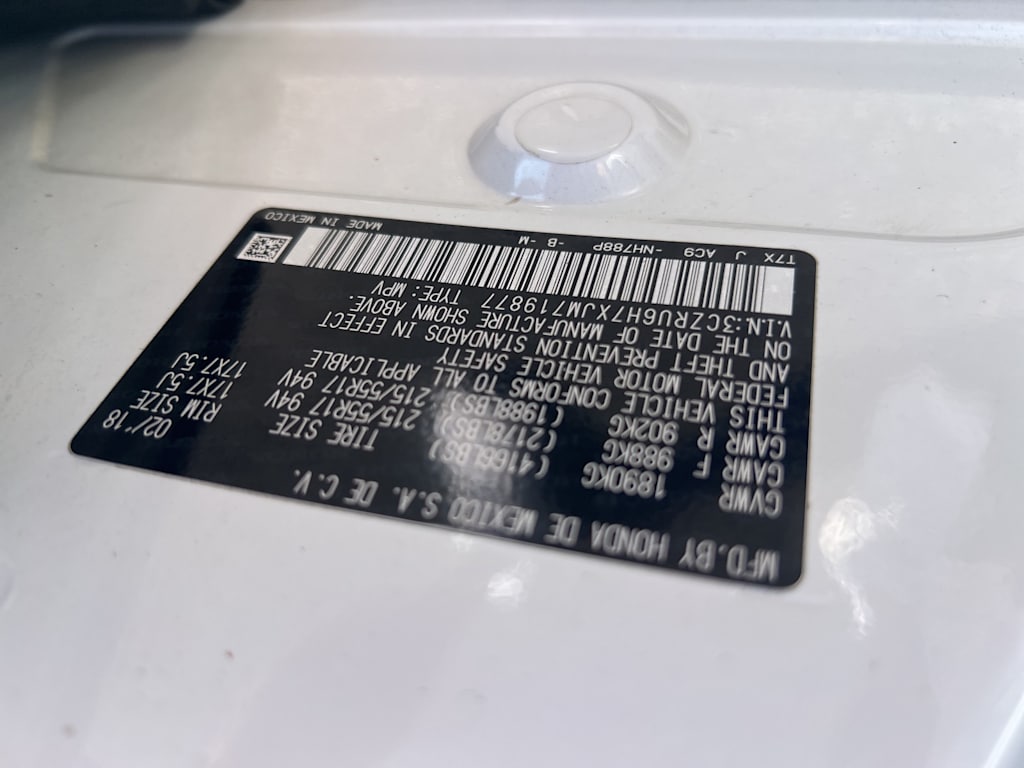 MFD.BY HONDA DE MEXICO S.A. DE C.V. 02/'18
GVWR 1890KG (4166LBS) TIRE SIZE RIM SIZE
GAWR F 988KG (2178LBS) 215/55R17 94V 17X7.5J
GAWR R 902KG (1988LBS) 215/55R17 94V 17X7.5J
THIS VEHICLE CONFORMS TO ALL APPLICABLE
FEDERAL MOTOR VEHICLE SAFETY
AND THEFT PREVENTION STANDARDS IN EFFECT
ON THE DATE OF MANUFACTURE SHOWN ABOVE.
V.I.N:3CZRU6H7XJM719877 TYPE: MPV
T7X J AC9 -NH788P -B -M MADE IN MEXICO